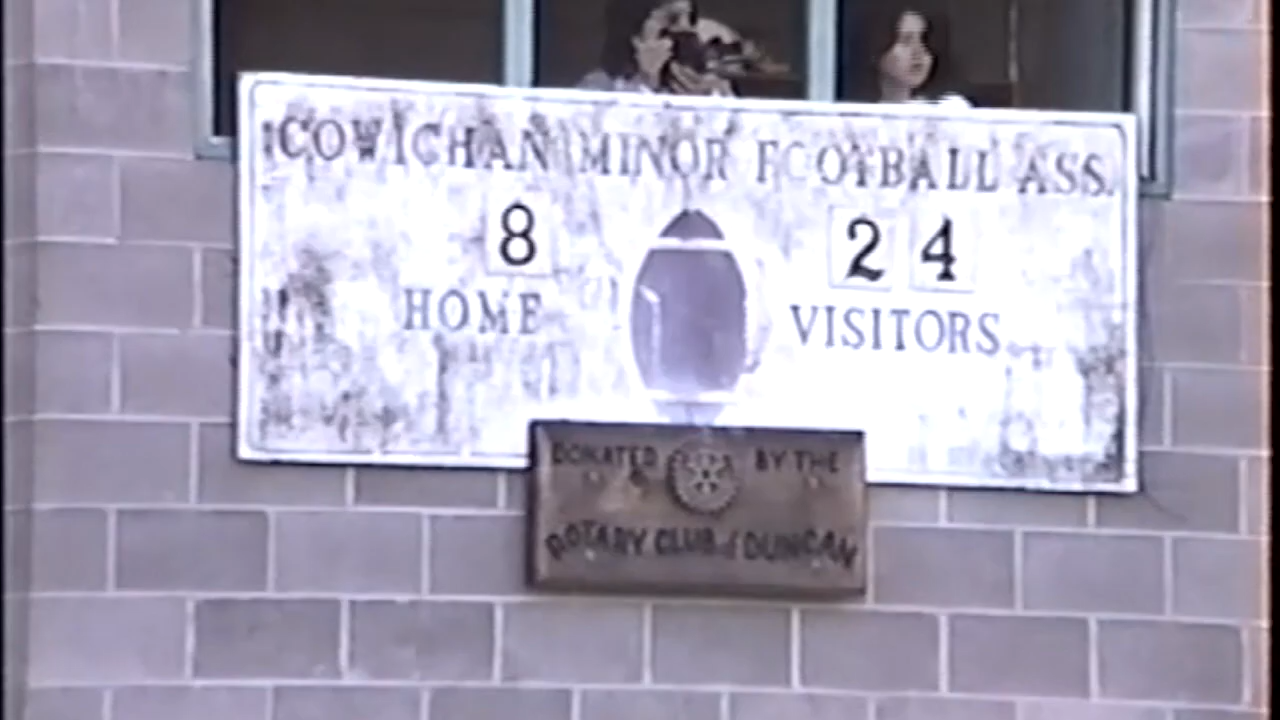 COWICHAN MINOR FOOTBALL ASS.
8 24
HOME VISITORS
DONATED BY THE
ROTARY CLUB of DUNCAN